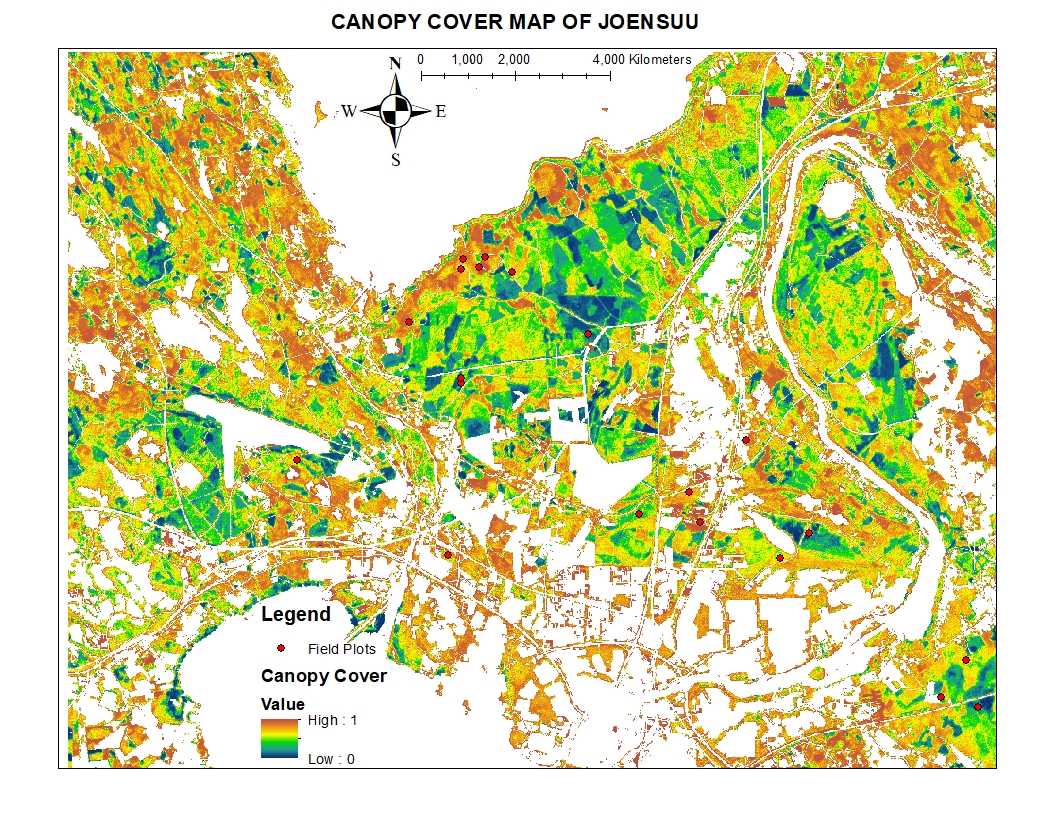 CANOPY COVER MAP OF JOENSUU
0 1,000 2,000 4,000 Kilometers
N
W E
S
Legend
Field Plots
Canopy Cover
Value
High : 1
Low : 0